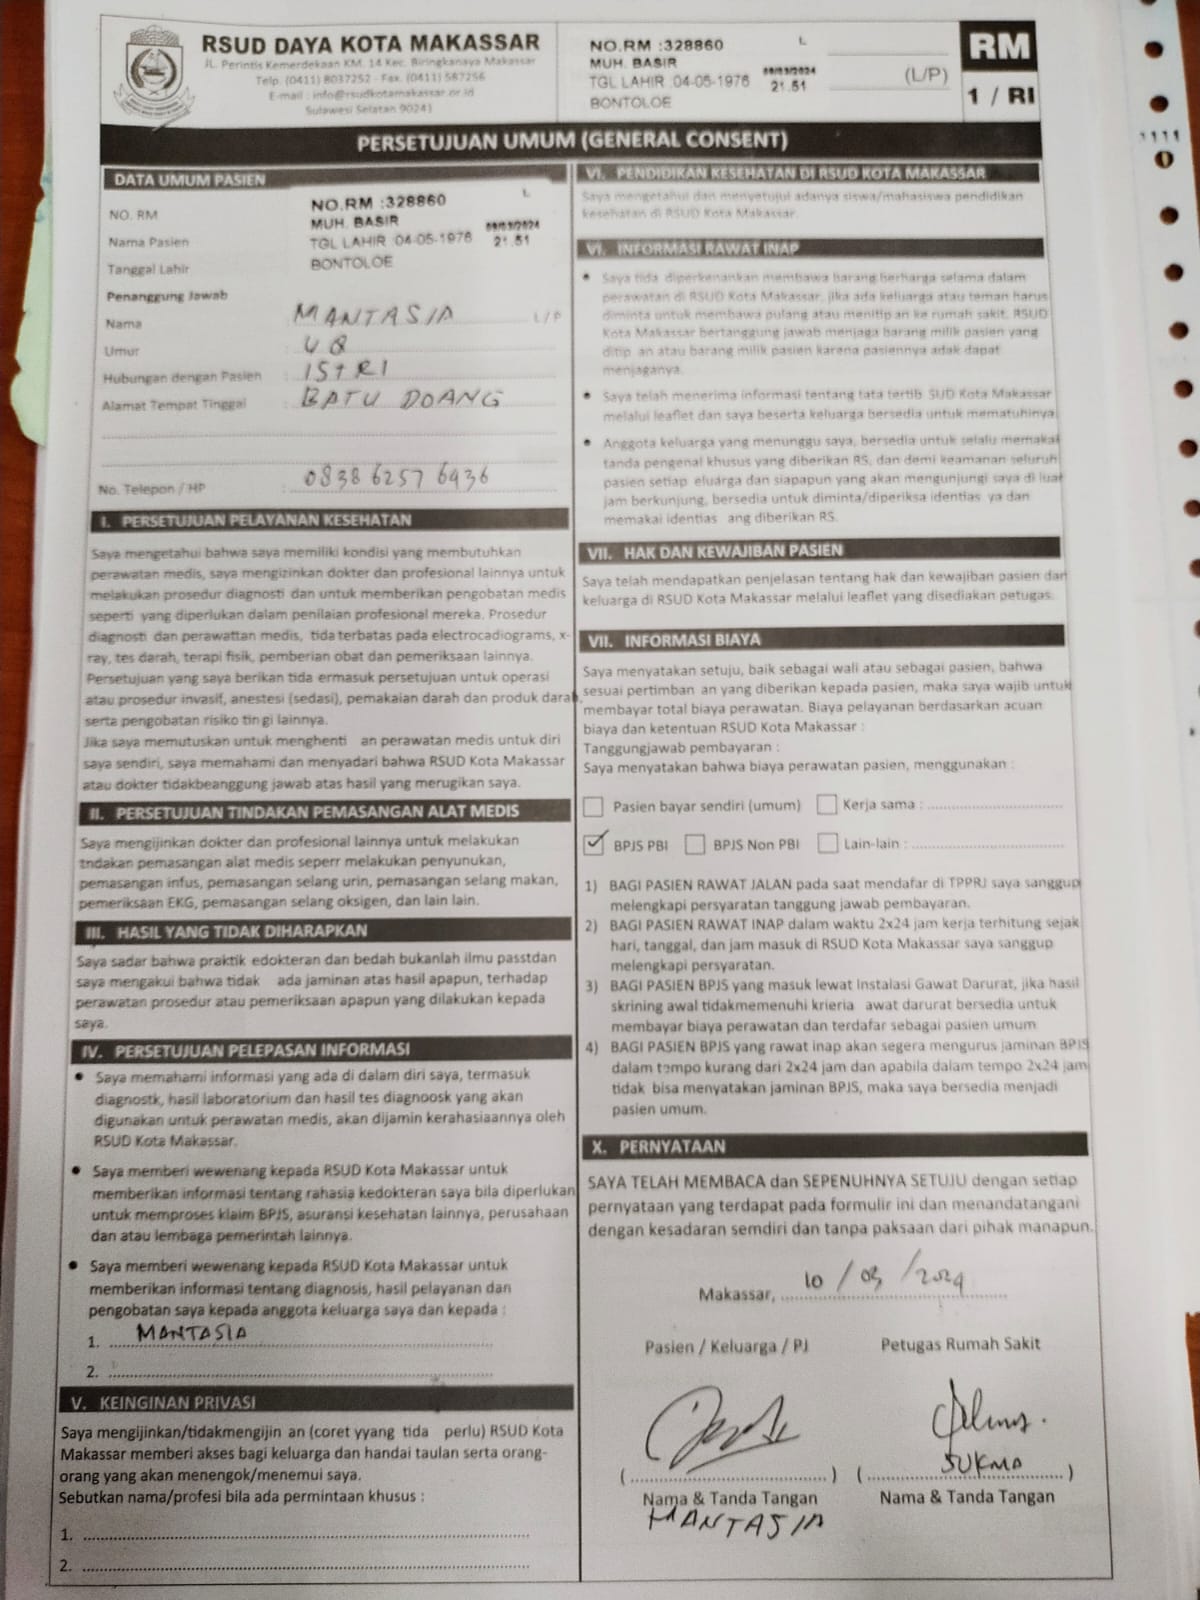 RSUD DAYA KOTA MAKASSAR
JL. Perintis Kemerdekaan KM. 14 Kec. Biringkanaya Makassar
Telp. (0411) 8037252 - Fax. (0411) 587256
E-mail : info@rsudkotamakassar.or.id
Sulawesi Selatan 90241
NO.RM :328860 L
MUH. BASIR
TGL LAHIR :04-05-1976 09/03/2024
21.51
BONTOLOE
(L/P)
RM
1 / RI
PERSETUJUAN UMUM (GENERAL CONSENT)
DATA UMUM PASIEN
NO. RM NO.RM :328860 L
Nama Pasien MUH. BASIR 09/03/2024
TGL LAHIR :04-05-1976 21.51
Tanggal Lahir BONTOLOE
Penanggung Jawab
Nama MANTASIA L/P
Umur : 48
Hubungan dengan Pasien : ISTRI
Alamat Tempat Tinggal : BATU DOANG
No. Telepon / HP : 0838 6257 6936
I. PERSETUJUAN PELAYANAN KESEHATAN
Saya mengetahui bahwa saya memiliki kondisi yang membutuhkan
perawatan medis, saya mengizinkan dokter dan profesional lainnya untuk
melakukan prosedur diagnosti dan untuk memberikan pengobatan medis
seperti yang diperlukan dalam penilaian profesional mereka. Prosedur
diagnosti dan perawattan medis, tida terbatas pada electrocadiograms, x-
ray, tes darah, terapi fisik, pemberian obat dan pemeriksaan lainnya.
Persetujuan yang saya berikan tida ermasuk persetujuan untuk operasi
atau prosedur invasif, anestesi (sedasi), pemakaian darah dan produk darah,
serta pengobatan risiko tin gi lainnya.
Jika saya memutuskan untuk menghenti an perawatan medis untuk diri
saya sendiri, saya memahami dan menyadari bahwa RSUD Kota Makassar
atau dokter tidakbeanggung jawab atas hasil yang merugikan saya.
II. PERSETUJUAN TINDAKAN PEMASANGAN ALAT MEDIS
Saya mengijinkan dokter dan profesional lainnya untuk melakukan
tndakan pemasangan alat medis seperr melakukan penyunukan,
pemasangan infus, pemasangan selang urin, pemasangan selang makan,
pemeriksaan EKG, pemasangan selang oksigen, dan lain lain.
III. HASIL YANG TIDAK DIHARAPKAN
Saya sadar bahwa praktik edokteran dan bedah bukanlah ilmu passtdan
saya mengakui bahwa tidak ada jaminan atas hasil apapun, terhadap
perawatan prosedur atau pemeriksaan apapun yang dilakukan kepada
saya.
IV. PERSETUJUAN PELEPASAN INFORMASI
• Saya memahami informasi yang ada di dalam diri saya, termasuk
diagnostk, hasil laboratorium dan hasil tes diagnoosk yang akan
digunakan untuk perawatan medis, akan dijamin kerahasiaannya oleh
RSUD Kota Makassar.
• Saya memberi wewenang kepada RSUD Kota Makassar untuk
memberikan informasi tentang rahasia kedokteran saya bila diperlukan
untuk memproses klaim BPJS, asuransi kesehatan lainnya, perusahaan
dan atau lembaga pemerintah lainnya.
• Saya memberi wewenang kepada RSUD Kota Makassar untuk
memberikan informasi tentang diagnosis, hasil pelayanan dan
pengobatan saya kepada anggota keluarga saya dan kepada :
1. MANTASIA
2.
V. KEINGINAN PRIVASI
Saya mengijinkan/tidakmengijin an (coret yyang tida perlu) RSUD Kota
Makassar memberi akses bagi keluarga dan handai taulan serta orang-
orang yang akan menengok/menemui saya.
Sebutkan nama/profesi bila ada permintaan khusus :
1.
2.
VI. PENDIDIKAN KESEHATAN DI RSUD KOTA MAKASSAR
Saya mengetahui dan menyetujui adanya siswa/mahasiswa pendidikan
kesehatan di RSUD Kota Makassar.
VI. INFORMASI RAWAT INAP
• Saya tida diperkenankan membawa barang berharga selama dalam
perawatan di RSUD Kota Makassar, jika ada keluarga atau teman harus
diminta untuk membawa pulang atau menitip an ke rumah sakit. RSUD
Kota Makassar bertanggung jawab menjaga barang milik pasien yang
ditip an atau barang milik pasien karena pasiennya adak dapat
menjaganya.
• Saya telah menerima informasi tentang tata tertib SUD Kota Makassar
melalui leaflet dan saya beserta keluarga bersedia untuk mematuhinya
• Anggota keluarga yang menunggu saya, bersedia untuk selalu memakai
tanda pengenal khusus yang diberikan RS, dan demi keamanan seluruh
pasien setiap eluarga dan siapapun yang akan mengunjungi saya di luar
jam berkunjung, bersedia untuk diminta/diperiksa identias ya dan
memakai identias ang diberikan RS.
VII. HAK DAN KEWAJIBAN PASIEN
Saya telah mendapatkan penjelasan tentang hak dan kewajiban pasien dan
keluarga di RSUD Kota Makassar melalui leaflet yang disediakan petugas.
VII. INFORMASI BIAYA
Saya menyatakan setuju, baik sebagai wali atau sebagai pasien, bahwa
sesuai pertimban an yang diberikan kepada pasien, maka saya wajib untuk
membayar total biaya perawatan. Biaya pelayanan berdasarkan acuan
biaya dan ketentuan RSUD Kota Makassar :
Tanggungjawab pembayaran :
Saya menyatakan bahwa biaya perawatan pasien, menggunakan :
Pasien bayar sendiri (umum) Kerja sama :
✓ BPJS PBI BPJS Non PBI Lain-lain :
1) BAGI PASIEN RAWAT JALAN pada saat mendafar di TPPRJ saya sanggup
melengkapi persyaratan tanggung jawab pembayaran.
2) BAGI PASIEN RAWAT INAP dalam waktu 2x24 jam kerja terhitung sejak
hari, tanggal, dan jam masuk di RSUD Kota Makassar saya sanggup
melengkapi persyaratan.
3) BAGI PASIEN BPJS yang masuk lewat Instalasi Gawat Darurat, jika hasil
skrining awal tidakmemenuhi krieria awat darurat bersedia untuk
membayar biaya perawatan dan terdafar sebagai pasien umum
4) BAGI PASIEN BPJS yang rawat inap akan segera mengurus jaminan BPJS
dalam tempo kurang dari 2x24 jam dan apabila dalam tempo 2x24 jam
tidak bisa menyatakan jaminan BPJS, maka saya bersedia menjadi
pasien umum.
X. PERNYATAAN
SAYA TELAH MEMBACA dan SEPENUHNYA SETUJU dengan setiap
pernyataan yang terdapat pada formulir ini dan menandatangani
dengan kesadaran semdiri dan tanpa paksaan dari pihak manapun.
Makassar, 10 / 03 / 2024
Pasien / Keluarga / PJ Petugas Rumah Sakit
SUKMA
( ) ( )
Nama & Tanda Tangan Nama & Tanda Tangan
MANTASIA